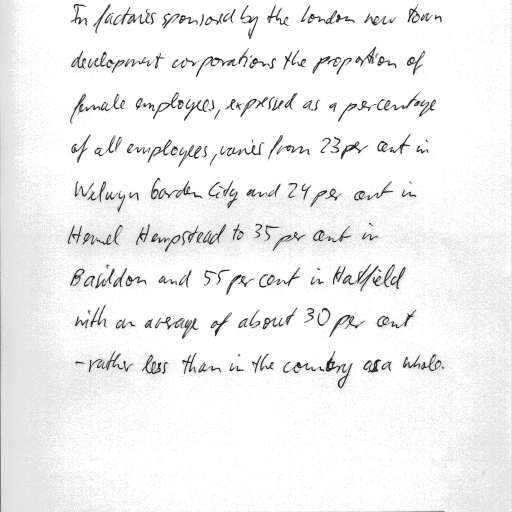 In factories sponsored by the London new town
development corporations the proportion of
female employees, expressed as a percentage
of all employees, varies from 23 per cent in
Welwyn Garden City and 24 per cent in
Hemel Hempstead to 35 per cent in
Basildon and 55 per cent in Hatfield
with an average of about 30 per cent
- rather less than in the country as a whole.